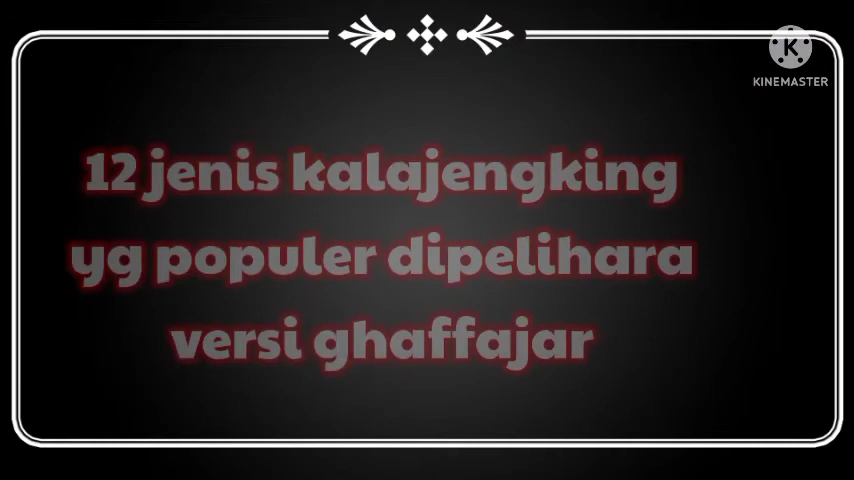 KINEMASTER
12 jenis kalajengking
yg populer dipelihara
versi ghaffajar